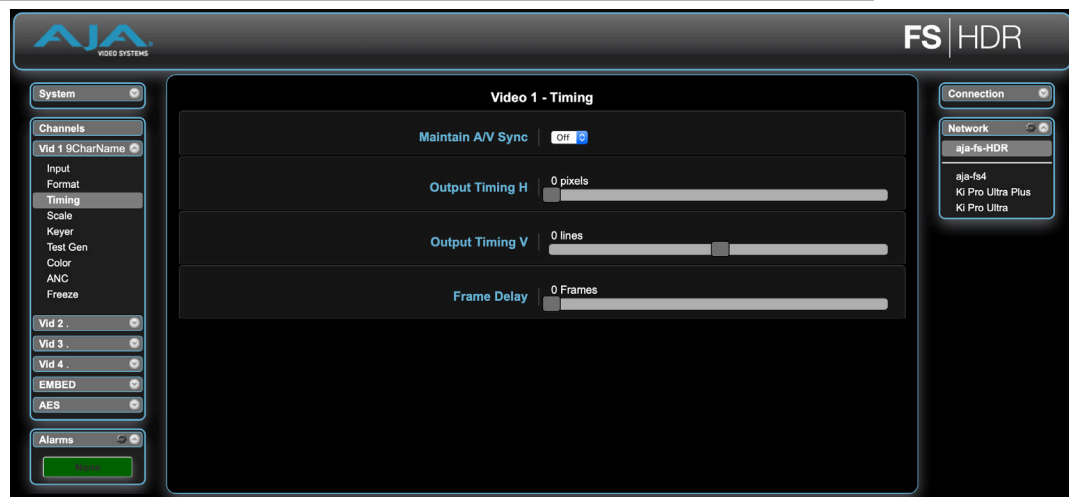 AJA
VIDEO SYSTEMS
FS HDR
System
Channels
Vid 1 9CharName
Input
Format
Timing
Scale
Keyer
Test Gen
Color
ANC
Freeze
Vid 2 .
Vid 3 .
Vid 4 .
EMBED
AES
Alarms
None
Video 1 - Timing
Maintain A/V Sync Off
Output Timing H 0 pixels
Output Timing V 0 lines
Frame Delay 0 Frames
Connection
Network
aja-fs-HDR
aja-fs4
Ki Pro Ultra Plus
Ki Pro Ultra